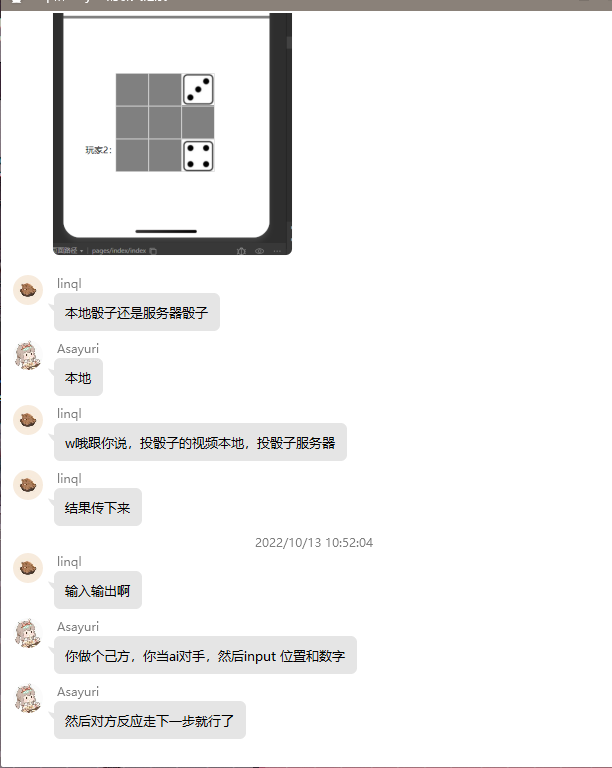 玩家2：
pages/index/index
linql
本地骰子还是服务器骰子
Asayuri
本地
linql
w哦跟你说，投骰子的视频本地，投骰子服务器
linql
结果传下来
2022/10/13 10:52:04
linql
输入输出啊
Asayuri
你做个己方，你当ai对手，然后input 位置和数字
Asayuri
然后对方反应走下一步就行了